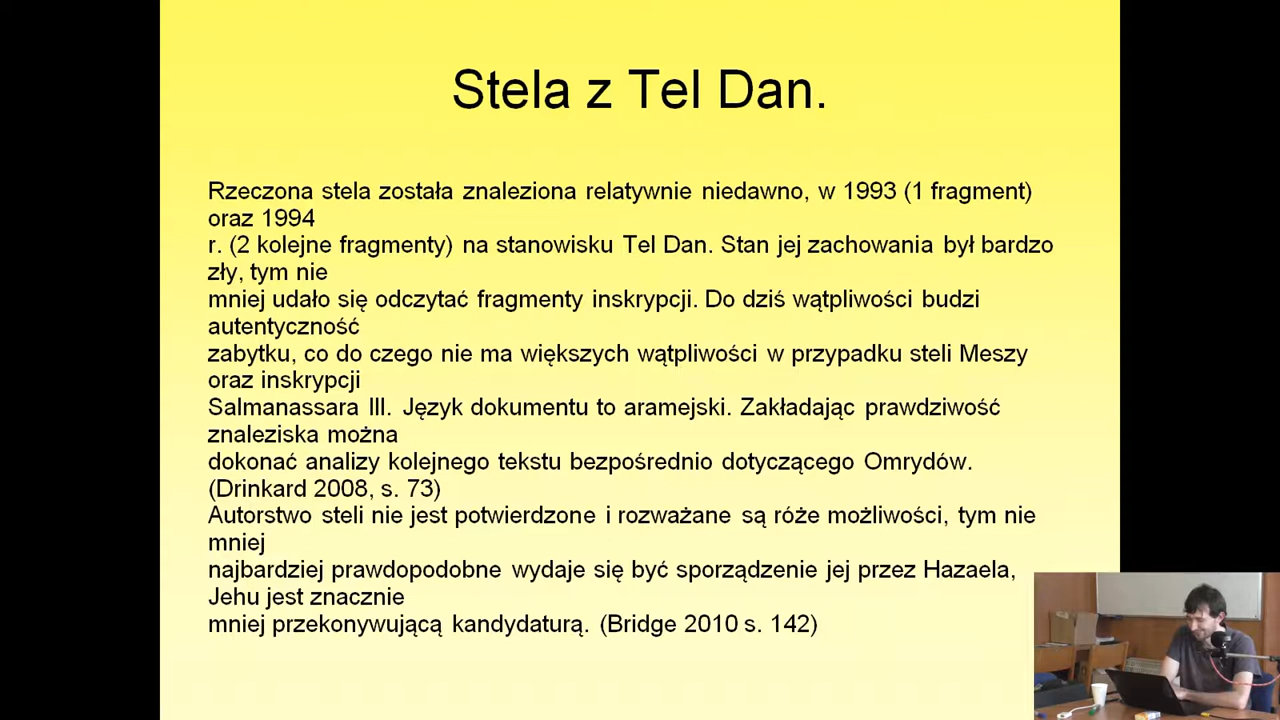 Stela z Tel Dan.
Rzeczona stela została znaleziona relatywnie niedawno, w 1993 (1 fragment)
oraz 1994
r. (2 kolejne fragmenty) na stanowisku Tel Dan. Stan jej zachowania był bardzo
zły, tym nie
mniej udało się odczytać fragmenty inskrypcji. Do dziś wątpliwości budzi
autentyczność
zabytku, co do czego nie ma większych wątpliwości w przypadku steli Meszy
oraz inskrypcji
Salmanassara III. Język dokumentu to aramejski. Zakładając prawdziwość
znaleziska można
dokonać analizy kolejnego tekstu bezpośrednio dotyczącego Omrydów.
(Drinkard 2008, s. 73)
Autorstwo steli nie jest potwierdzone i rozważane są róże możliwości, tym nie
mniej
najbardziej prawdopodobne wydaje się być sporządzenie jej przez Hazaela,
Jehu jest znacznie
mniej przekonywującą kandydaturą. (Bridge 2010 s. 142)